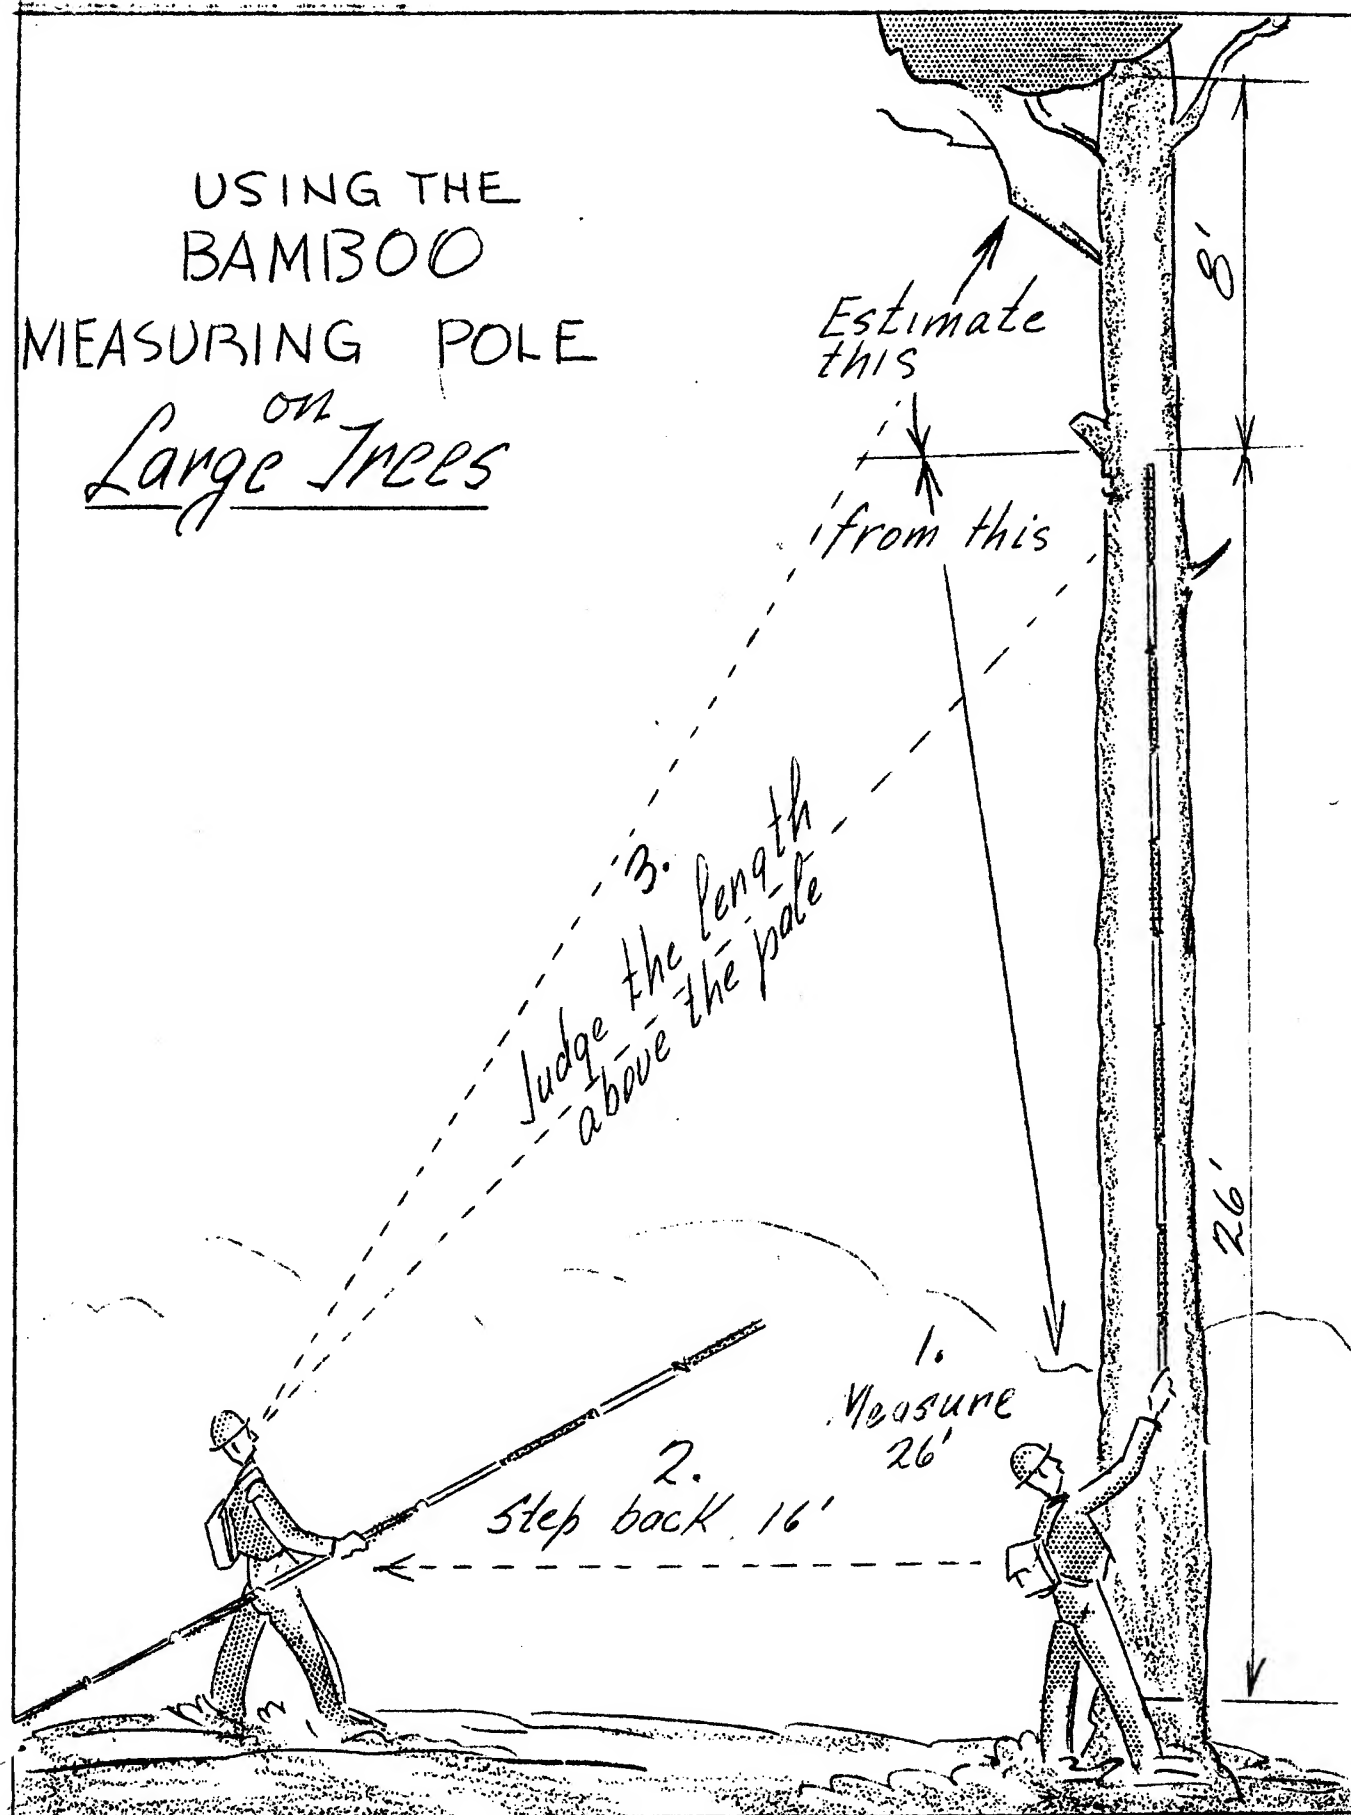 USING THE
BAMBOO
MEASURING POLE
on
Large Trees
8'
Estimate
this
from this
3.
Judge the length
above the pole
26'
1.
Measure
26'
2.
Step back 16'